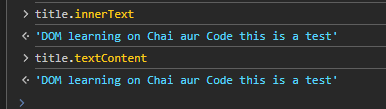 > title.innerText
<· 'DOM learning on Chai aur Code this is a test'
> title.textContent
<· 'DOM learning on Chai aur Code this is a test'
>